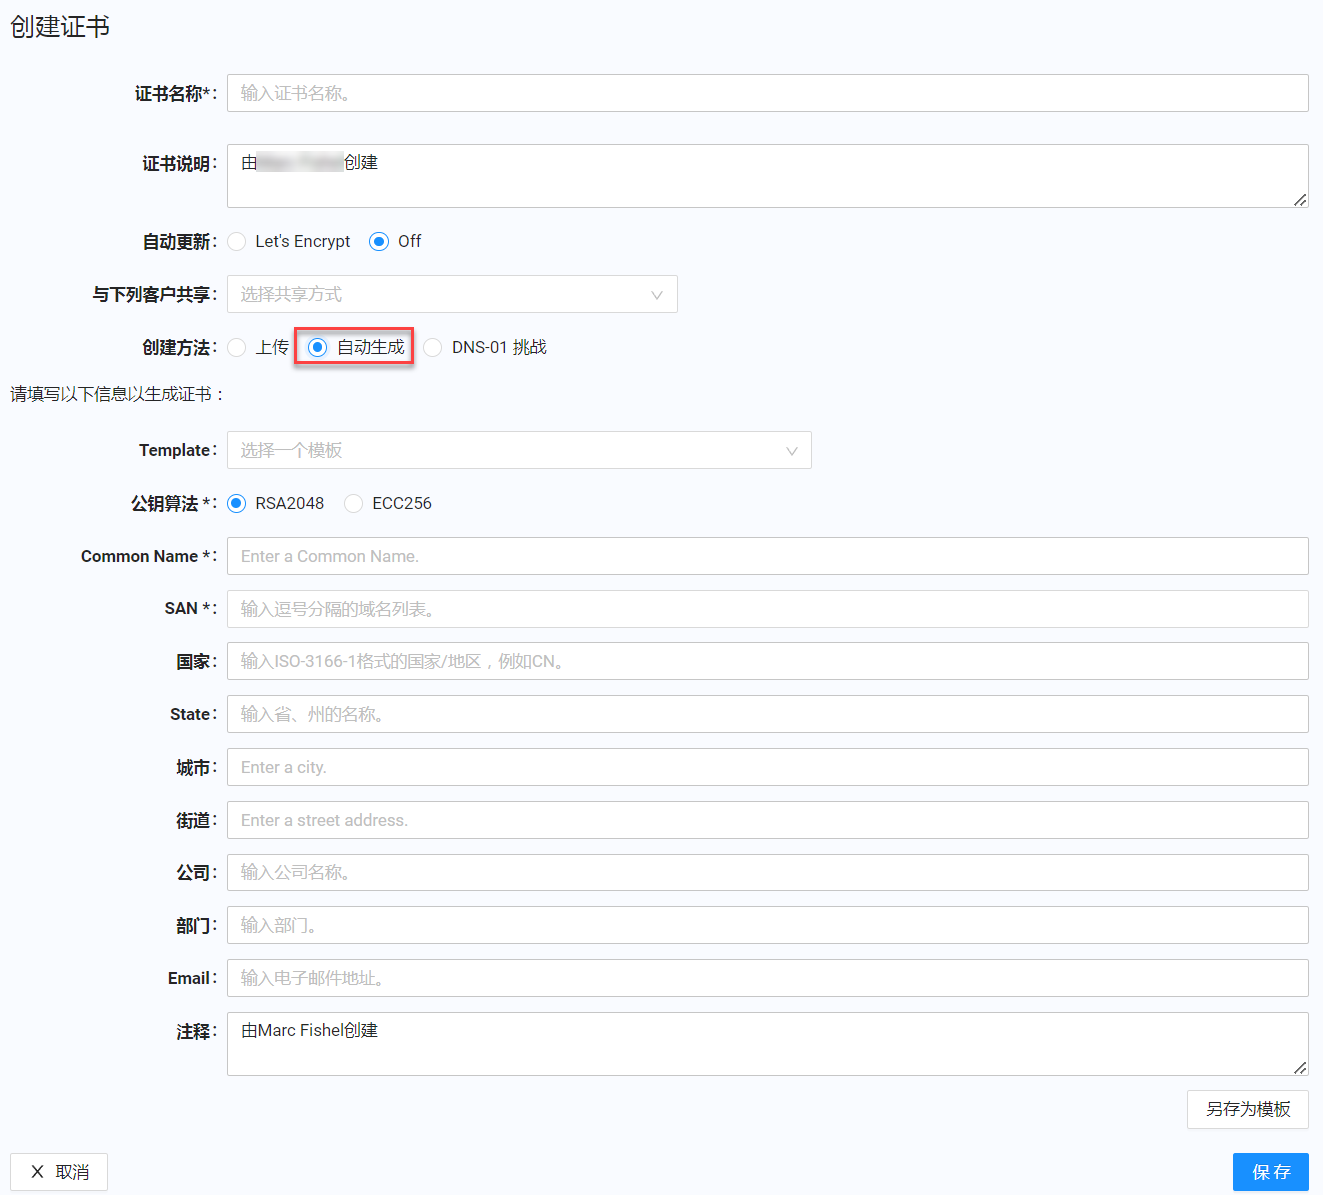 创建证书
证书名称*: 输入证书名称。
证书说明: 由创建
自动更新: Let's Encrypt Off
与下列客户共享: 选择共享方式
创建方法: 上传 自动生成 DNS-01 挑战
请填写以下信息以生成证书：
Template: 选择一个模板
公钥算法 *: RSA2048 ECC256
Common Name *: Enter a Common Name.
SAN *: 输入逗号分隔的域名列表。
国家: 输入ISO-3166-1格式的国家/地区，例如CN。
State: 输入省、州的名称。
城市: Enter a city.
街道: Enter a street address.
公司: 输入公司名称。
部门: 输入部门。
Email: 输入电子邮件地址。
注释: 由Marc Fishel创建
另存为模板
取消 保存